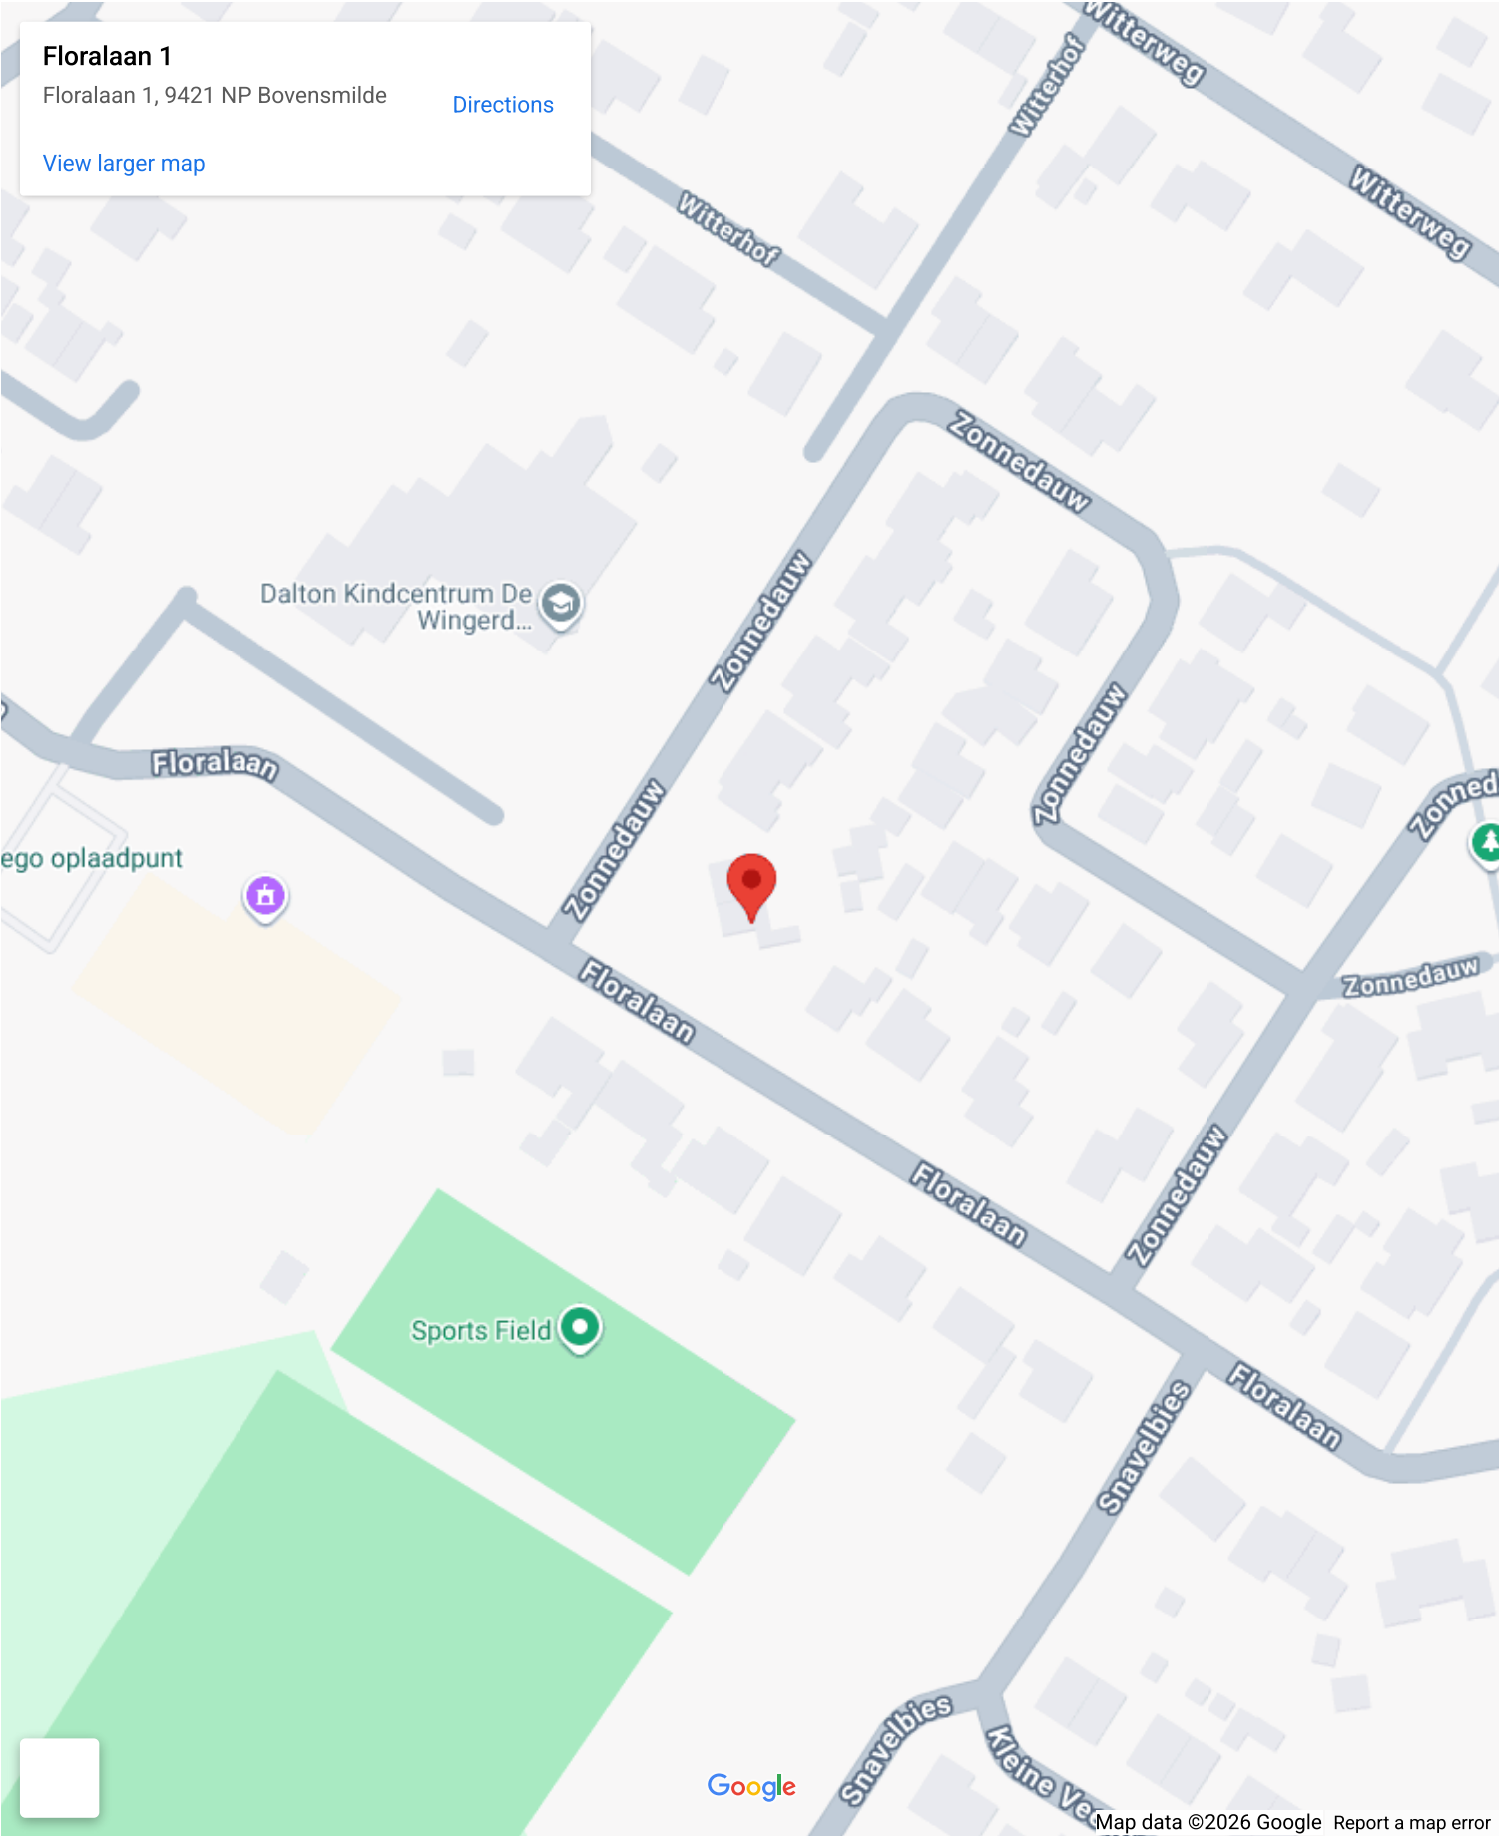 Floralaan 1
Floralaan 1, 9421 NP Bovensmilde
Directions
View larger map
Witterweg
Witterhof
Witterweg
Witterhof
Zonnedauw
Zonnedauw
Dalton Kindcentrum De
Wingerd...
Zonnedauw
Floralaan
Zonnedauw
Zonned
ego oplaadpunt
Zonnedauw
Floralaan
Zonnedauw
Floralaan
Sports Field
Snavelbies
Floralaan
Snavelbies
Kleine Ve
Google
Map data ©2026 Google
Report a map error